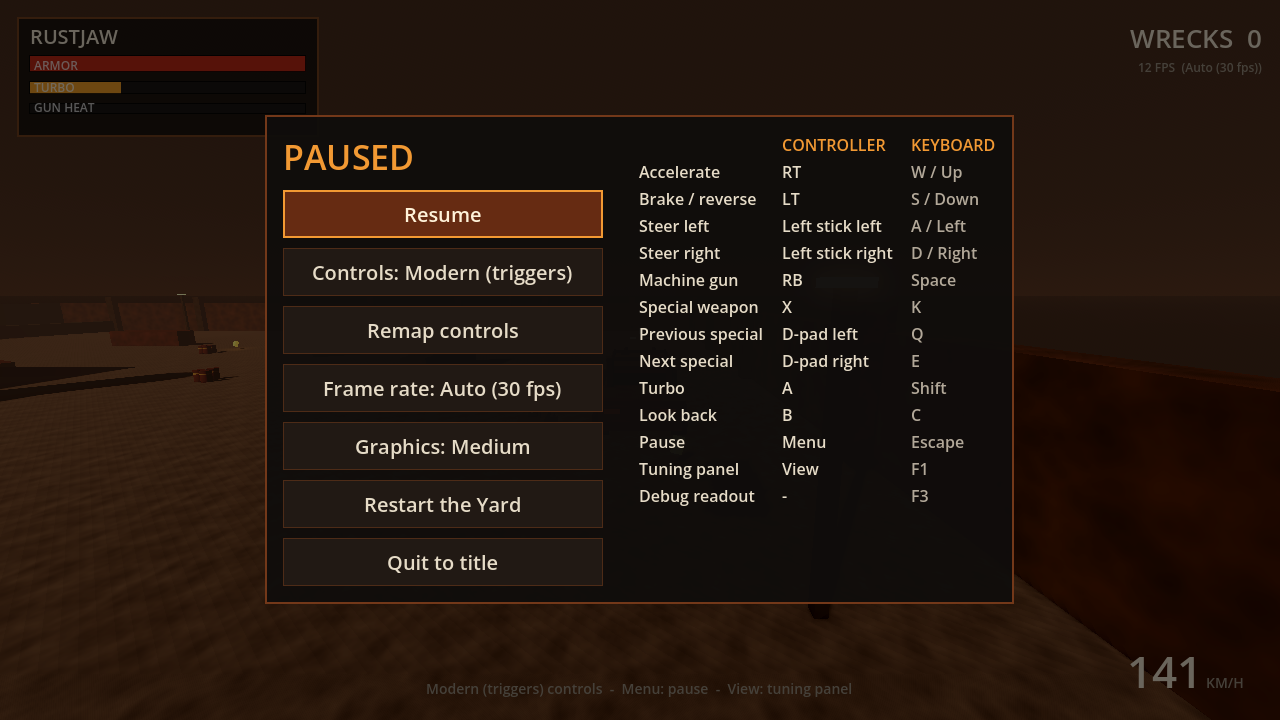 RUSTJAW
ARMOR
TURBO
GUN HEAT
WRECKS 0
12 FPS (Auto (30 fps))
PAUSED
Resume
Controls: Modern (triggers)
Remap controls
Frame rate: Auto (30 fps)
Graphics: Medium
Restart the Yard
Quit to title
CONTROLLER KEYBOARD
Accelerate RT W / Up
Brake / reverse LT S / Down
Steer left Left stick left A / Left
Steer right Left stick right D / Right
Machine gun RB Space
Special weapon X K
Previous special D-pad left Q
Next special D-pad right E
Turbo A Shift
Look back B C
Pause Menu Escape
Tuning panel View F1
Debug readout - F3
Modern (triggers) controls - Menu: pause - View: tuning panel
141 KM/H